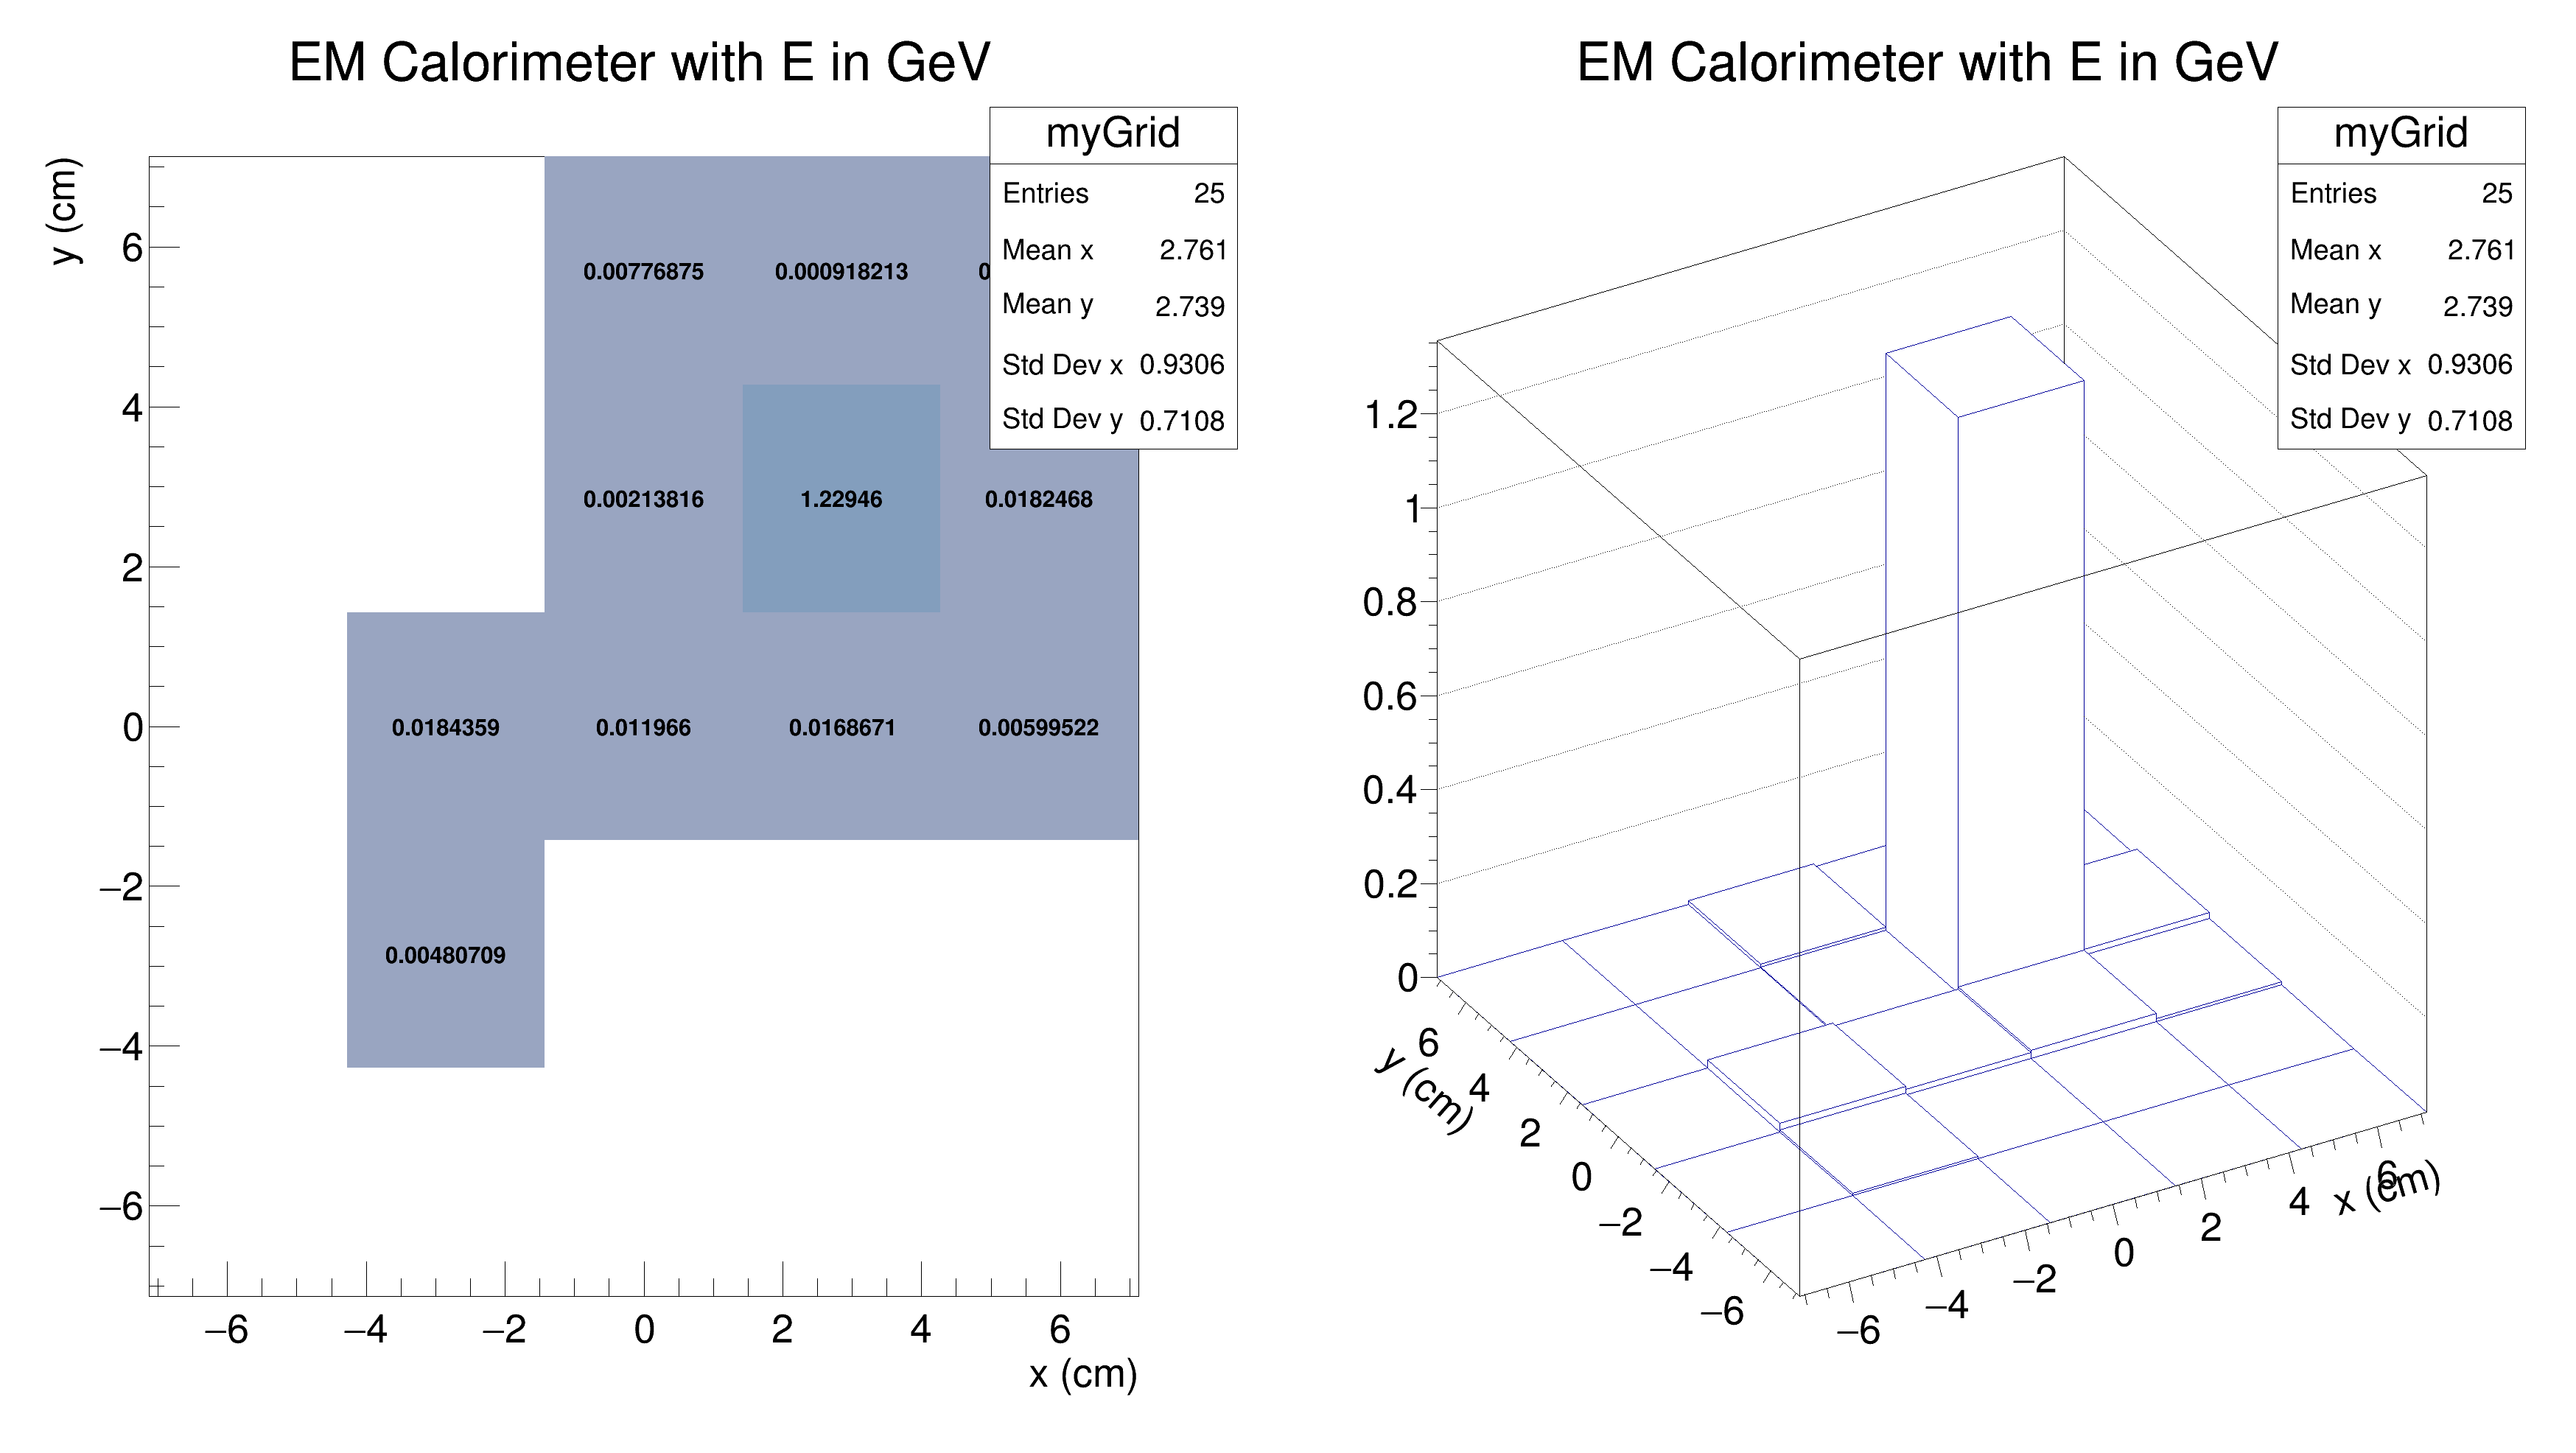 EM Calorimeter with E in GeV
myGrid
Entries 25
Mean x 2.761
Mean y 2.739
Std Dev x 0.9306
Std Dev y 0.7108
y (cm)
6
4
2
0
−2
−4
−6
0.00776875 0.000918213
0.00213816 1.22946 0.0182468
0.0184359 0.011966 0.0168671 0.00599522
0.00480709
−6 −4 −2 0 2 4 6
x (cm)
EM Calorimeter with E in GeV
myGrid
Entries 25
Mean x 2.761
Mean y 2.739
Std Dev x 0.9306
Std Dev y 0.7108
1.2
1
0.8
0.6
0.4
0.2
0
y (cm)
6
4
2
0
−2
−4
−6
−6 −4 −2 0 2 4 6
x (cm)